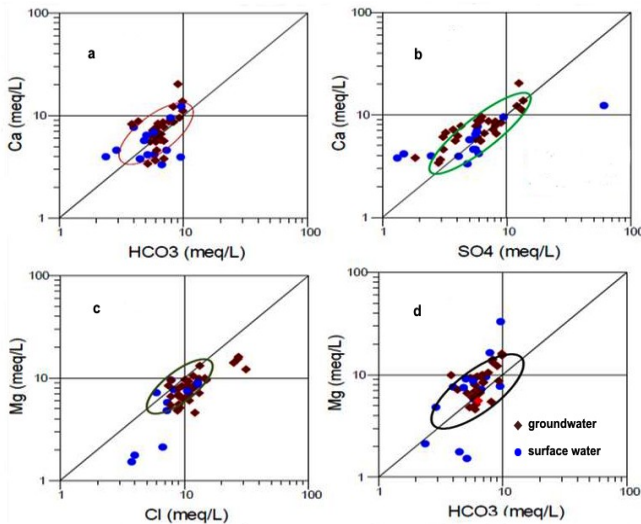 100
a
10
Ca (meq/L)
1
1
10
100
HCO3 (meq/L)
100
b
10
Ca (meq/L)
1
1
10
100
SO4 (meq/L)
100
c
10
Mg (meq/L)
1
1
10
100
Cl (meq/L)
100
d
10
Mg (meq/L)
groundwater
surface water
1
1
10
100
HCO3 (meq/L)